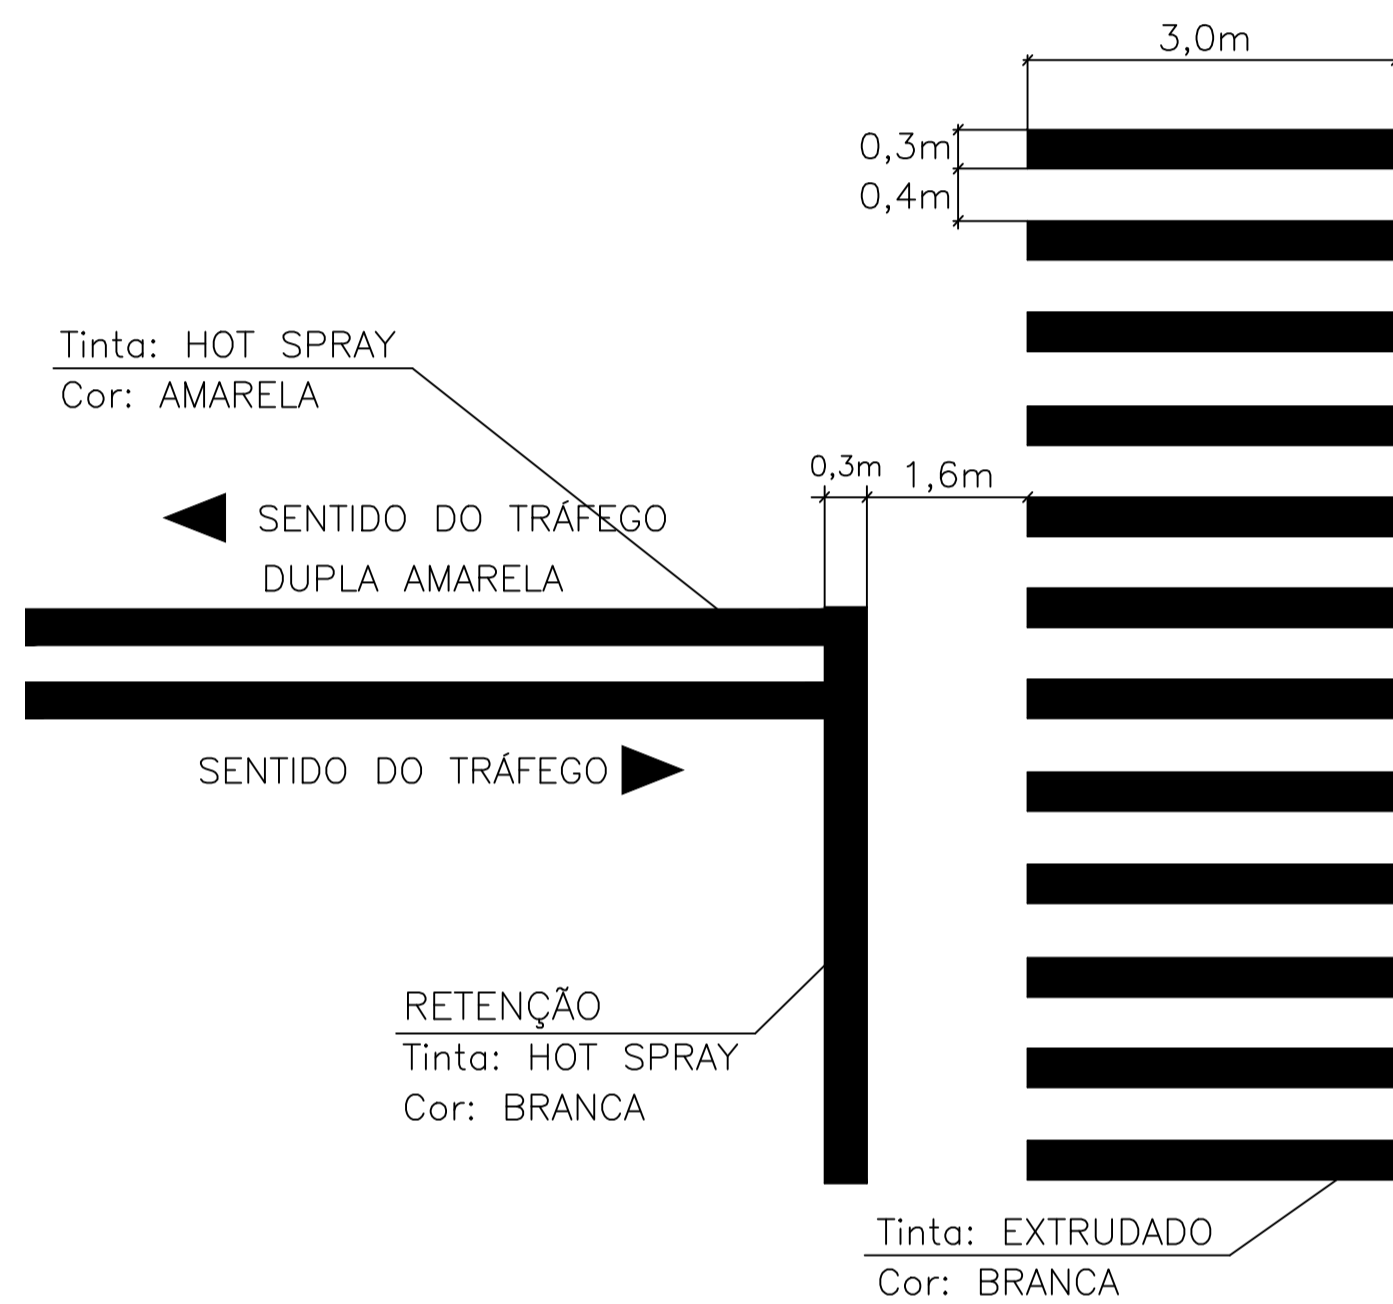 3,0m
0,3m
0,4m
Tinta: HOT SPRAY
Cor: AMARELA
0,3m 1,6m
SENTIDO DO TRÁFEGO
DUPLA AMARELA
SENTIDO DO TRÁFEGO
RETENÇÃO
Tinta: HOT SPRAY
Cor: BRANCA
Tinta: EXTRUDADO
Cor: BRANCA